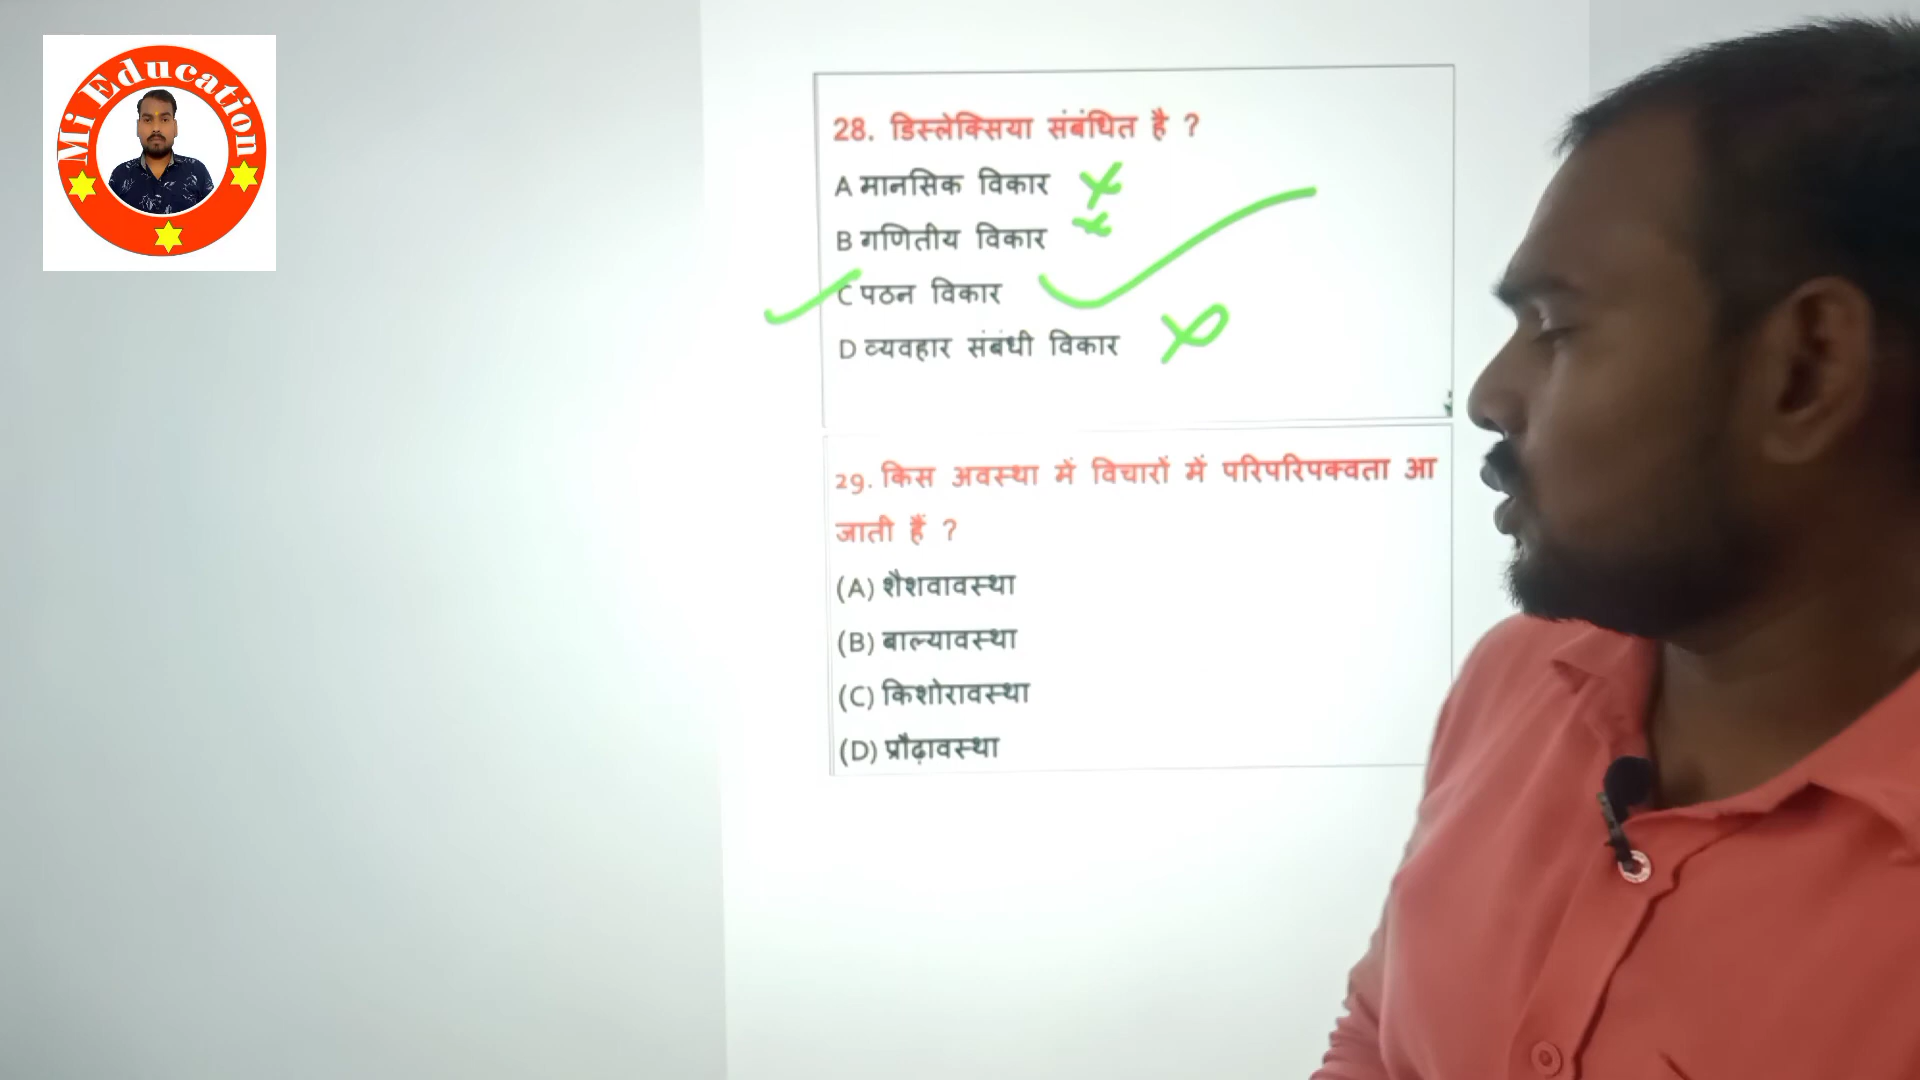 Mi Education
28. डिस्लेक्सिया संबंधित है ?
A मानसिक विकार
B गणितीय विकार
C पठन विकार
D व्यवहार संबंधी विकार
29. किस अवस्था में विचारों में परिपरिपक्वता आ
जाती हैं ?
(A) शैशवावस्था
(B) बाल्यावस्था
(C) किशोरावस्था
(D) प्रौढ़ावस्था